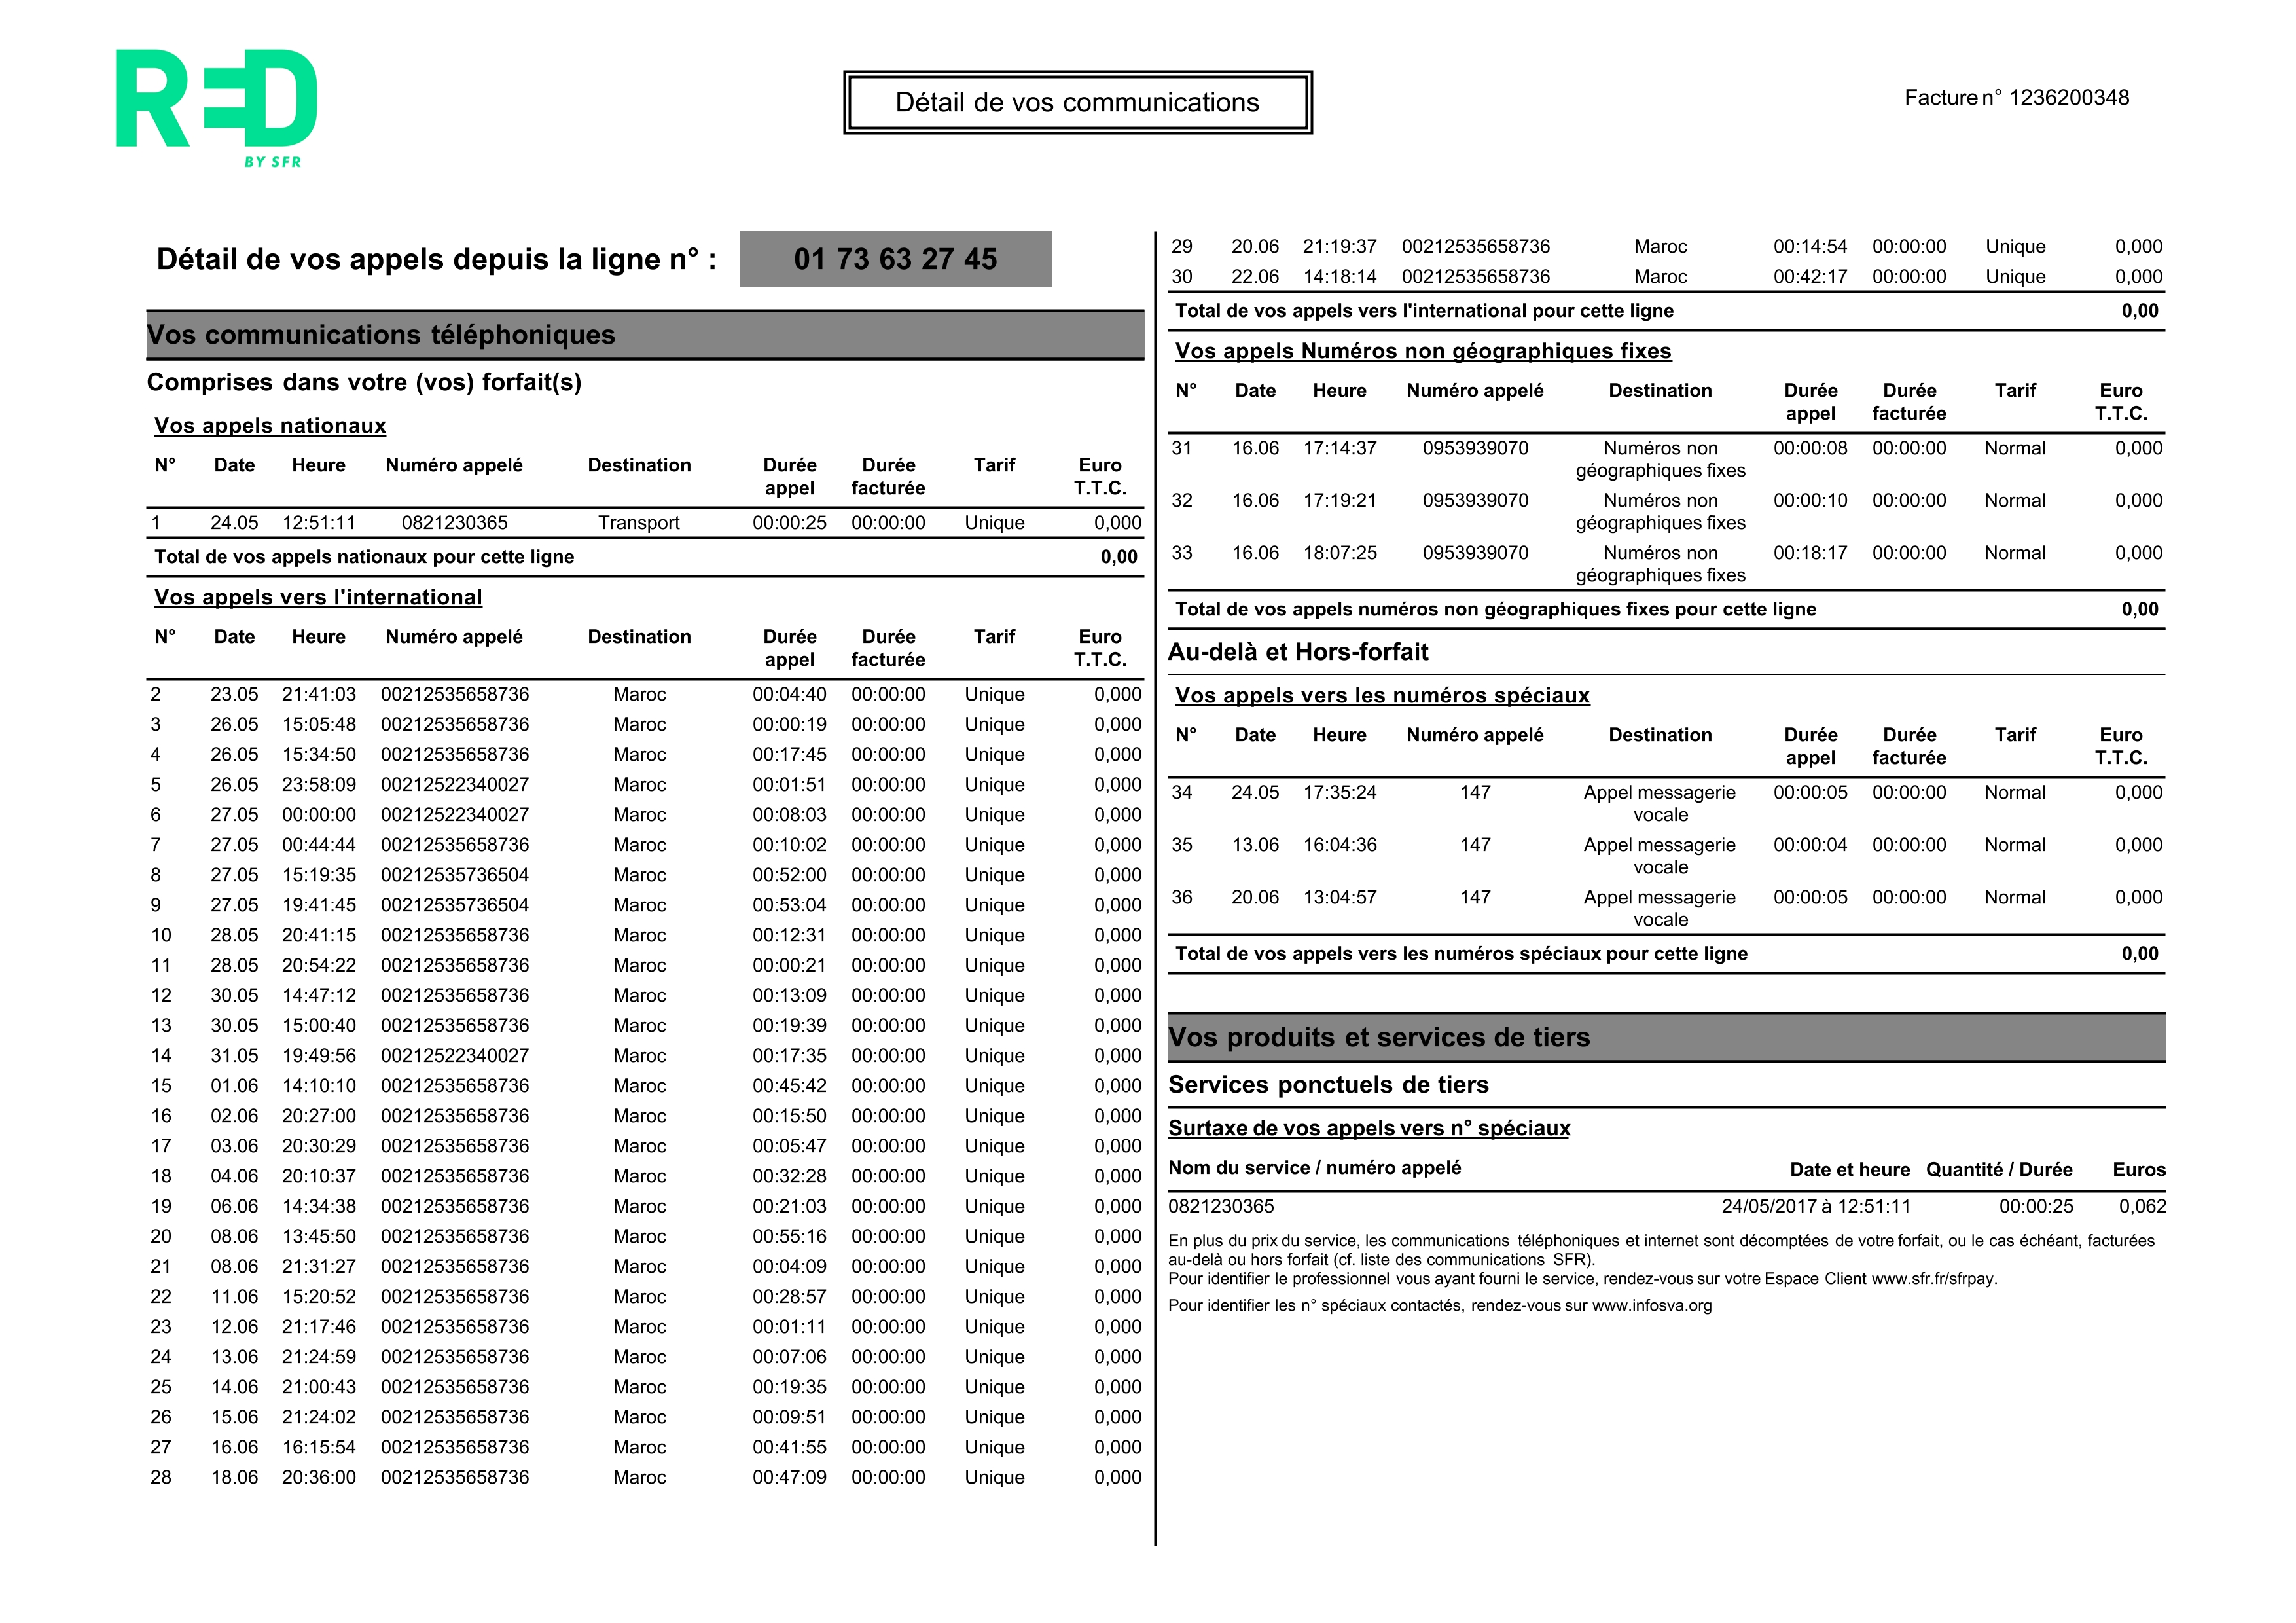 RED
BY SFR
Détail de vos communications
Facture n° 1236200348
Détail de vos appels depuis la ligne n° : 01 73 63 27 45
Vos communications téléphoniques
Comprises dans votre (vos) forfait(s)
Vos appels nationaux
N° Date Heure Numéro appelé Destination Durée Durée Tarif Euro
appel facturée T.T.C.
1 24.05 12:51:11 0821230365 Transport 00:00:25 00:00:00 Unique 0,000
Total de vos appels nationaux pour cette ligne 0,00
Vos appels vers l'international
N° Date Heure Numéro appelé Destination Durée Durée Tarif Euro
appel facturée T.T.C.
2 23.05 21:41:03 00212535658736 Maroc 00:04:40 00:00:00 Unique 0,000
3 26.05 15:05:48 00212535658736 Maroc 00:00:19 00:00:00 Unique 0,000
4 26.05 15:34:50 00212535658736 Maroc 00:17:45 00:00:00 Unique 0,000
5 26.05 23:58:09 00212522340027 Maroc 00:01:51 00:00:00 Unique 0,000
6 27.05 00:00:00 00212522340027 Maroc 00:08:03 00:00:00 Unique 0,000
7 27.05 00:44:44 00212535658736 Maroc 00:10:02 00:00:00 Unique 0,000
8 27.05 15:19:35 00212535736504 Maroc 00:52:00 00:00:00 Unique 0,000
9 27.05 19:41:45 00212535736504 Maroc 00:53:04 00:00:00 Unique 0,000
10 28.05 20:41:15 00212535658736 Maroc 00:12:31 00:00:00 Unique 0,000
11 28.05 20:54:22 00212535658736 Maroc 00:00:21 00:00:00 Unique 0,000
12 30.05 14:47:12 00212535658736 Maroc 00:13:09 00:00:00 Unique 0,000
13 30.05 15:00:40 00212535658736 Maroc 00:19:39 00:00:00 Unique 0,000
14 31.05 19:49:56 00212522340027 Maroc 00:17:35 00:00:00 Unique 0,000
15 01.06 14:10:10 00212535658736 Maroc 00:45:42 00:00:00 Unique 0,000
16 02.06 20:27:00 00212535658736 Maroc 00:15:50 00:00:00 Unique 0,000
17 03.06 20:30:29 00212535658736 Maroc 00:05:47 00:00:00 Unique 0,000
18 04.06 20:10:37 00212535658736 Maroc 00:32:28 00:00:00 Unique 0,000
19 06.06 14:34:38 00212535658736 Maroc 00:21:03 00:00:00 Unique 0,000
20 08.06 13:45:50 00212535658736 Maroc 00:55:16 00:00:00 Unique 0,000
21 08.06 21:31:27 00212535658736 Maroc 00:04:09 00:00:00 Unique 0,000
22 11.06 15:20:52 00212535658736 Maroc 00:28:57 00:00:00 Unique 0,000
23 12.06 21:17:46 00212535658736 Maroc 00:01:11 00:00:00 Unique 0,000
24 13.06 21:24:59 00212535658736 Maroc 00:07:06 00:00:00 Unique 0,000
25 14.06 21:00:43 00212535658736 Maroc 00:19:35 00:00:00 Unique 0,000
26 15.06 21:24:02 00212535658736 Maroc 00:09:51 00:00:00 Unique 0,000
27 16.06 16:15:54 00212535658736 Maroc 00:41:55 00:00:00 Unique 0,000
28 18.06 20:36:00 00212535658736 Maroc 00:47:09 00:00:00 Unique 0,000
29 20.06 21:19:37 00212535658736 Maroc 00:14:54 00:00:00 Unique 0,000
30 22.06 14:18:14 00212535658736 Maroc 00:42:17 00:00:00 Unique 0,000
Total de vos appels vers l'international pour cette ligne 0,00
Vos appels Numéros non géographiques fixes
N° Date Heure Numéro appelé Destination Durée Durée Tarif Euro
appel facturée T.T.C.
31 16.06 17:14:37 0953939070 Numéros non 00:00:08 00:00:00 Normal 0,000
géographiques fixes
32 16.06 17:19:21 0953939070 Numéros non 00:00:10 00:00:00 Normal 0,000
géographiques fixes
33 16.06 18:07:25 0953939070 Numéros non 00:18:17 00:00:00 Normal 0,000
géographiques fixes
Total de vos appels numéros non géographiques fixes pour cette ligne 0,00
Au-delà et Hors-forfait
Vos appels vers les numéros spéciaux
N° Date Heure Numéro appelé Destination Durée Durée Tarif Euro
appel facturée T.T.C.
34 24.05 17:35:24 147 Appel messagerie 00:00:05 00:00:00 Normal 0,000
vocale
35 13.06 16:04:36 147 Appel messagerie 00:00:04 00:00:00 Normal 0,000
vocale
36 20.06 13:04:57 147 Appel messagerie 00:00:05 00:00:00 Normal 0,000
vocale
Total de vos appels vers les numéros spéciaux pour cette ligne 0,00
Vos produits et services de tiers
Services ponctuels de tiers
Surtaxe de vos appels vers n° spéciaux
Nom du service / numéro appelé Date et heure Quantité / Durée Euros
0821230365 24/05/2017 à 12:51:11 00:00:25 0,062
En plus du prix du service, les communications téléphoniques et internet sont décomptées de votre forfait, ou le cas échéant, facturées
au-delà ou hors forfait (cf. liste des communications SFR).
Pour identifier le professionnel vous ayant fourni le service, rendez-vous sur votre Espace Client www.sfr.fr/sfrpay.
Pour identifier les n° spéciaux contactés, rendez-vous sur www.infosva.org